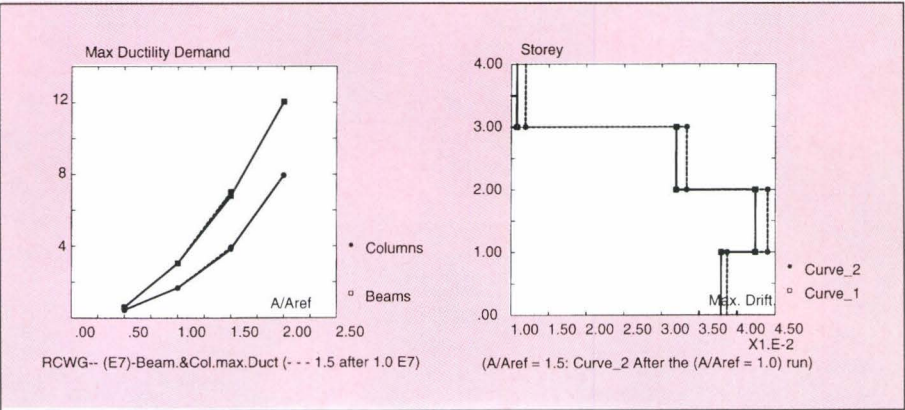 Max Ductility Demand
12
8
4
Columns
Beams
A/Aref
.00 .50 1.00 1.50 2.00 2.50
RCWG-- (E7)-Beam.&Col.max.Duct (- - - 1.5 after 1.0 E7)
Storey
4.00
3.00
2.00
1.00
.00
Curve_2
Curve_1
Max. Drift.
1.00 1.50 2.00 2.50 3.00 3.50 4.00 4.50
X1.E-2
(A/Aref = 1.5: Curve_2 After the (A/Aref = 1.0) run)